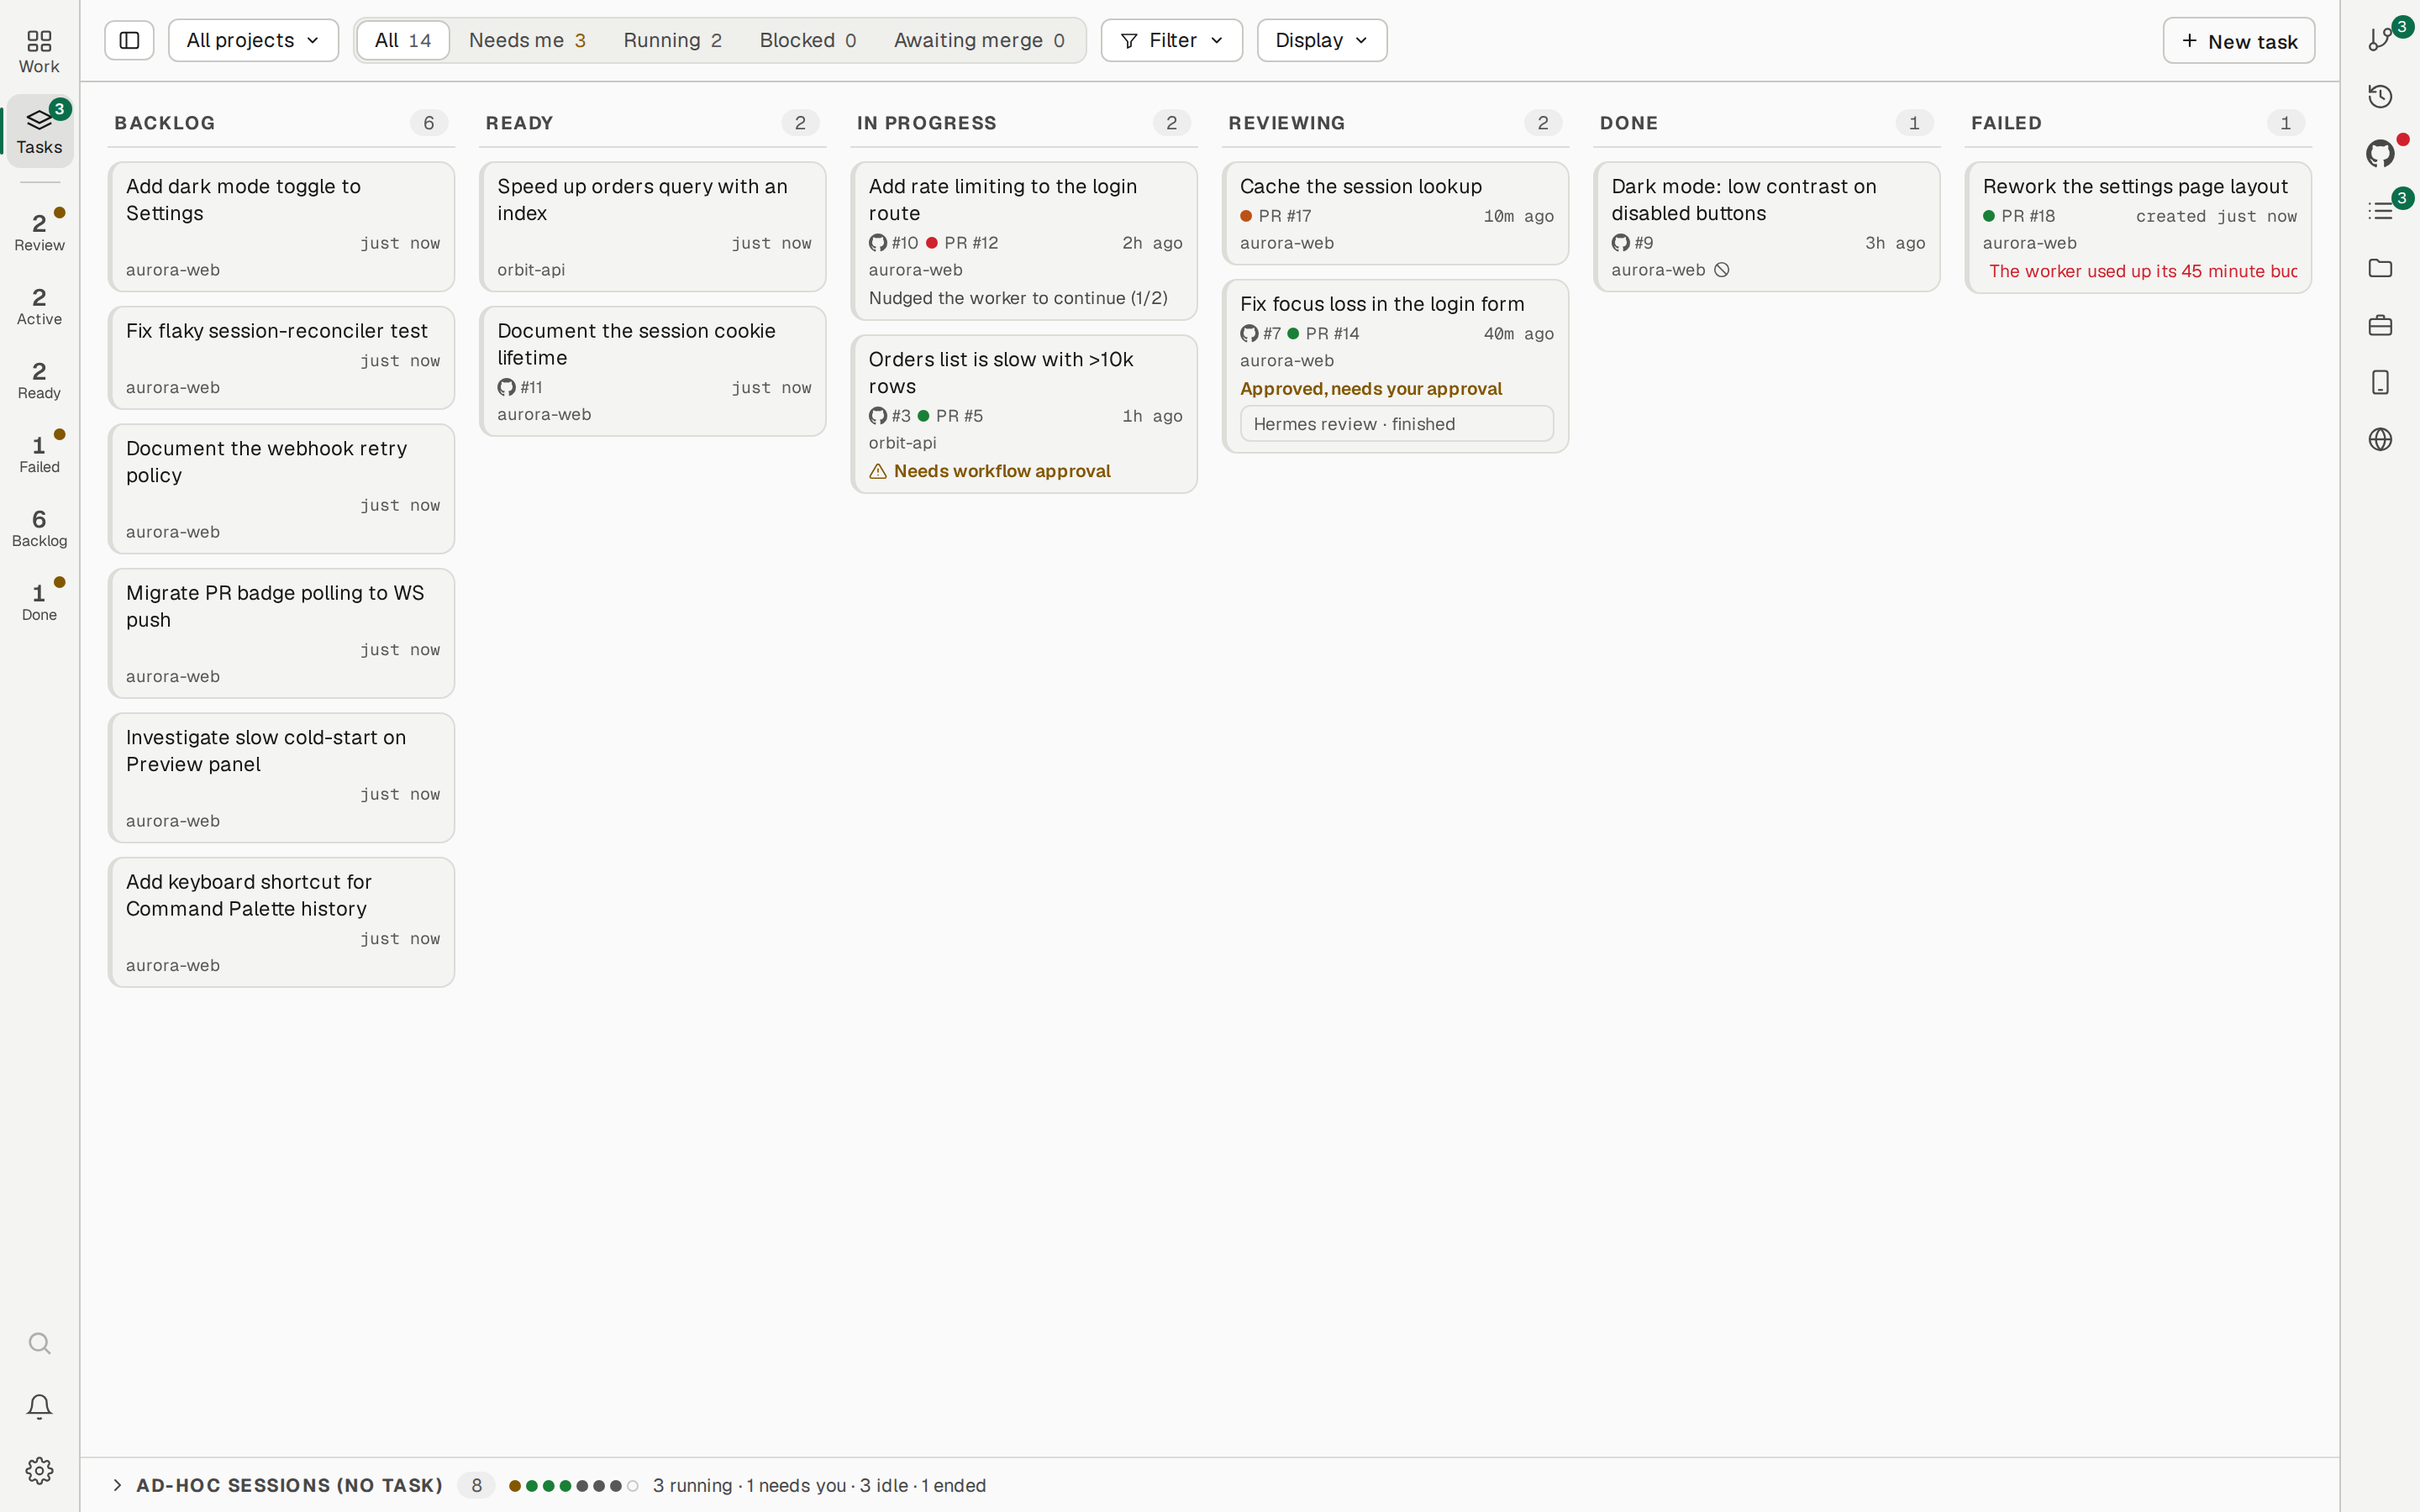 Work
3
Tasks
2
Review
2
Active
2
Ready
1
Failed
6
Backlog
1
Done
All projects
All 14
Needs me 3
Running 2
Blocked 0
Awaiting merge 0
Filter
Display
+ New task
BACKLOG 6
Add dark mode toggle to
Settings
just now
aurora-web
Fix flaky session-reconciler test
just now
aurora-web
Document the webhook retry
policy
just now
aurora-web
Migrate PR badge polling to WS
push
just now
aurora-web
Investigate slow cold-start on
Preview panel
just now
aurora-web
Add keyboard shortcut for
Command Palette history
just now
aurora-web
READY 2
Speed up orders query with an
index
just now
orbit-api
Document the session cookie
lifetime
#11 just now
aurora-web
IN PROGRESS 2
Add rate limiting to the login
route
#10 PR #12 2h ago
aurora-web
Nudged the worker to continue (1/2)
Orders list is slow with >10k
rows
#3 PR #5 1h ago
orbit-api
Needs workflow approval
REVIEWING 2
Cache the session lookup
PR #17 10m ago
aurora-web
Fix focus loss in the login form
#7 PR #14 40m ago
aurora-web
Approved, needs your approval
Hermes review · finished
DONE 1
Dark mode: low contrast on
disabled buttons
#9 3h ago
aurora-web
FAILED 1
Rework the settings page layout
PR #18 created just now
aurora-web
The worker used up its 45 minute
AD-HOC SESSIONS (NO TASK) 8 3 running · 1 needs you · 3 idle · 1 ended
3
3